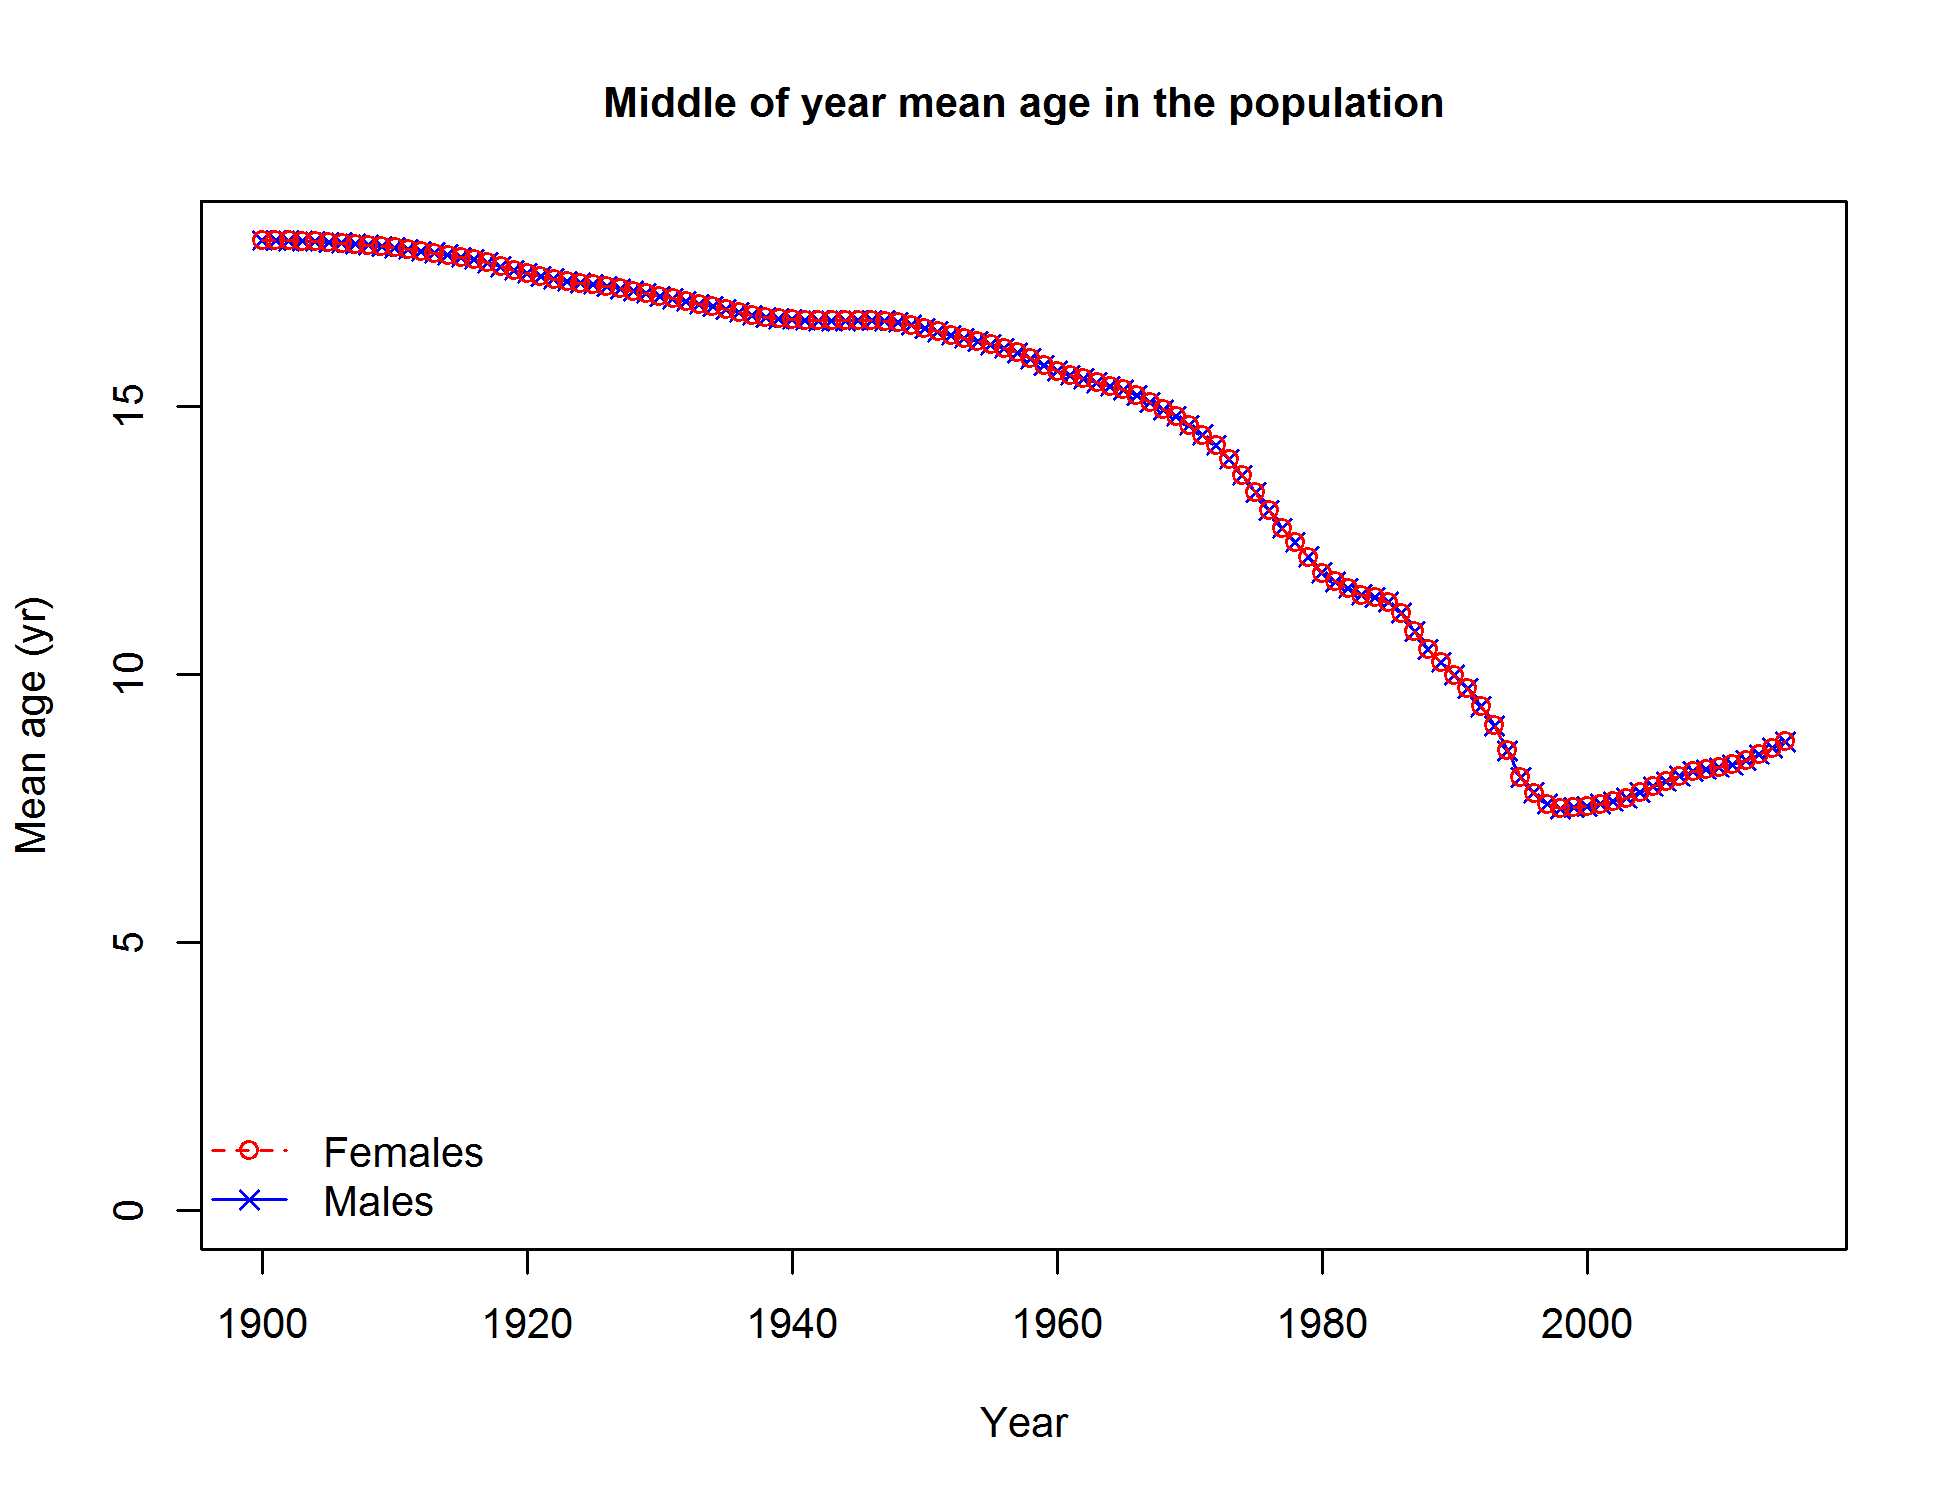 Middle of year mean age in the population
Mean age (yr)
15
10
5
0
Females
Males
1900 1920 1940 1960 1980 2000
Year